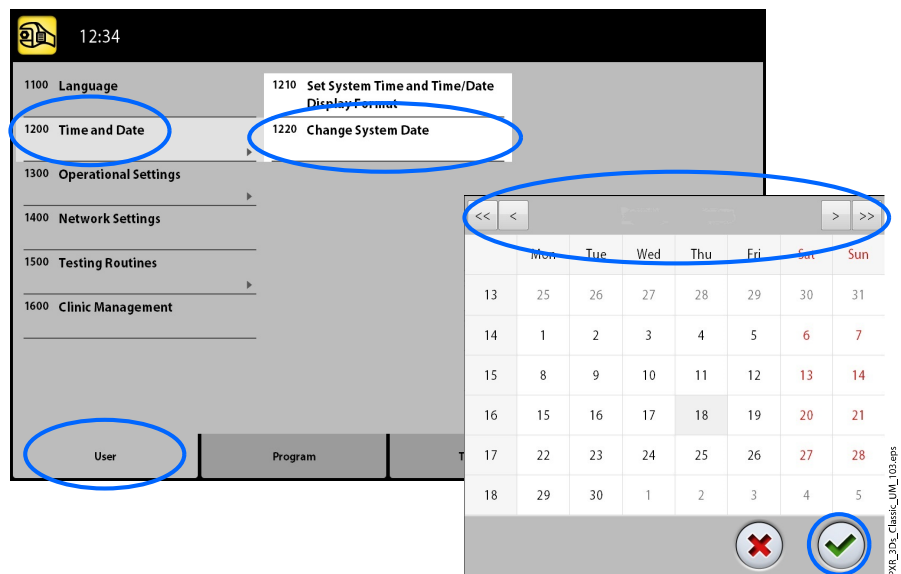 12:34
1100 Language
1200 Time and Date
1300 Operational Settings
1400 Network Settings
1500 Testing Routines
1600 Clinic Management
1210 Set System Time and Time/Date
Display Format
1220 Change System Date
User
Program
T
<< < > >>
Mon Tue Wed Thu Fri Sat Sun
13 25 26 27 28 29 30 31
14 1 2 3 4 5 6 7
15 8 9 10 11 12 13 14
16 15 16 17 18 19 20 21
17 22 23 24 25 26 27 28
18 29 30 1 2 3 4 5
PXR_3Ds_Classic_UM_103.eps